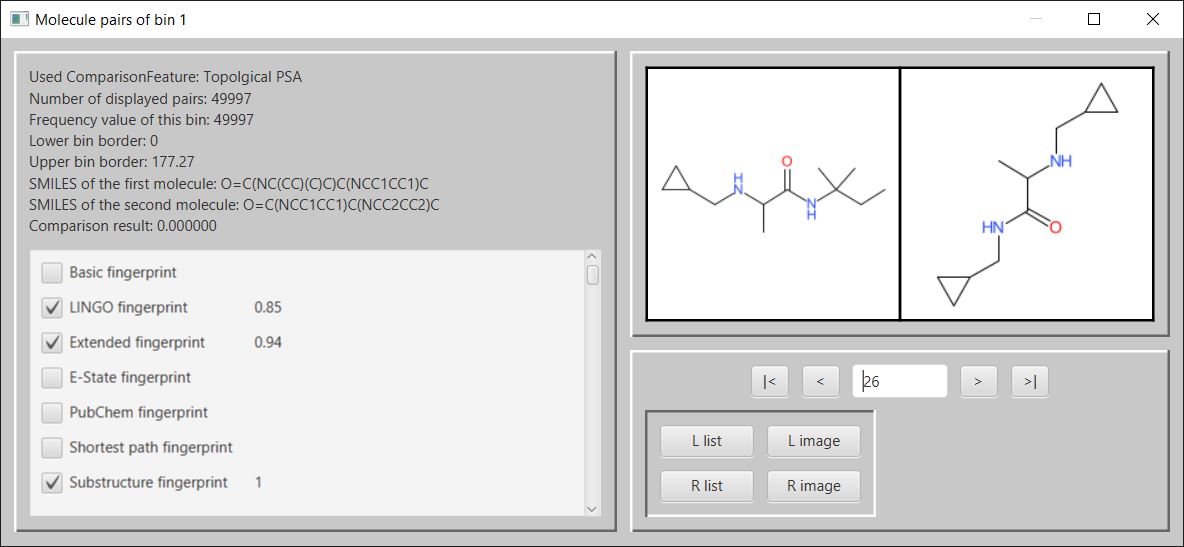 Molecule pairs of bin 1
Used ComparisonFeature: Topolgical PSA
Number of displayed pairs: 49997
Frequency value of this bin: 49997
Lower bin border: 0
Upper bin border: 177.27
SMILES of the first molecule: O=C(NC(CC)(C)C)C(NCC1CC1)C
SMILES of the second molecule: O=C(NCC1CC1)C(NCC2CC2)C
Comparison result: 0.000000
Basic fingerprint
LINGO fingerprint 0.85
Extended fingerprint 0.94
E-State fingerprint
PubChem fingerprint
Shortest path fingerprint
Substructure fingerprint 1
H
N
O
N
H
NH
HN
O
|< < 26 > >|
L list L image
R list R image